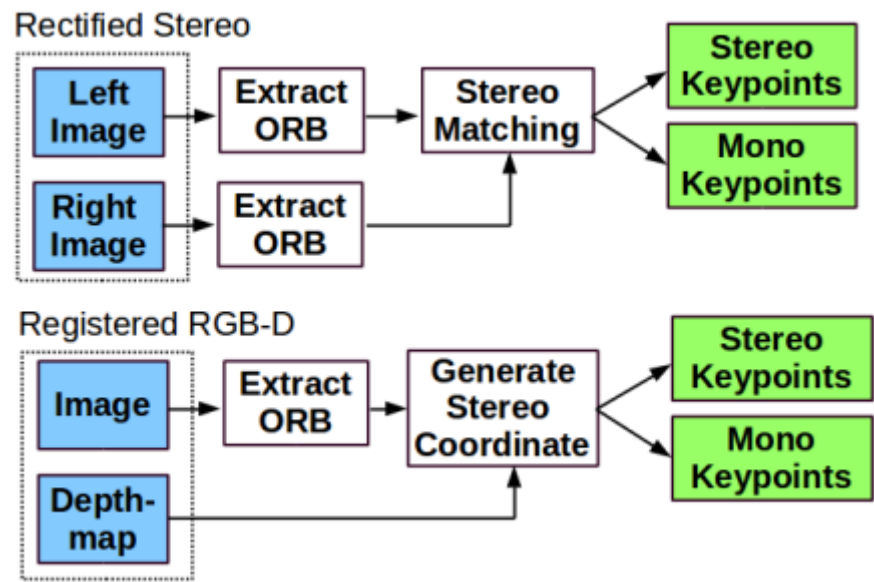 Rectified Stereo
Left
Image
Extract
ORB
Stereo
Matching
Stereo
Keypoints
Mono
Keypoints
Right
Image
Extract
ORB
Registered RGB-D
Image
Extract
ORB
Generate
Stereo
Coordinate
Stereo
Keypoints
Mono
Keypoints
Depth-
map